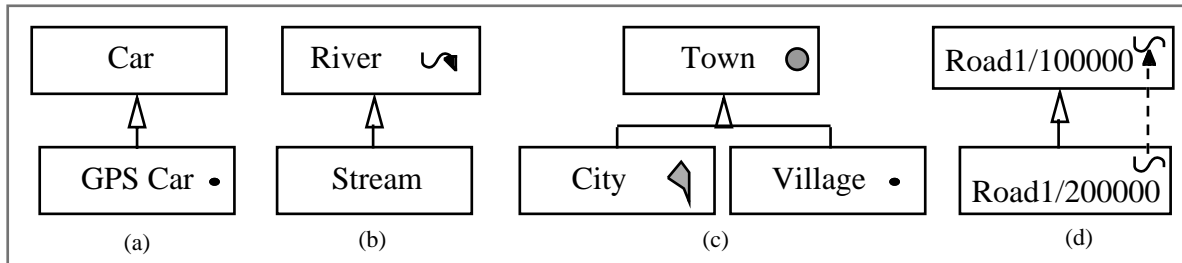 Car
River
Town
Road1/100000
GPS Car
Stream
City
Village
Road1/200000
(a)
(b)
(c)
(d)